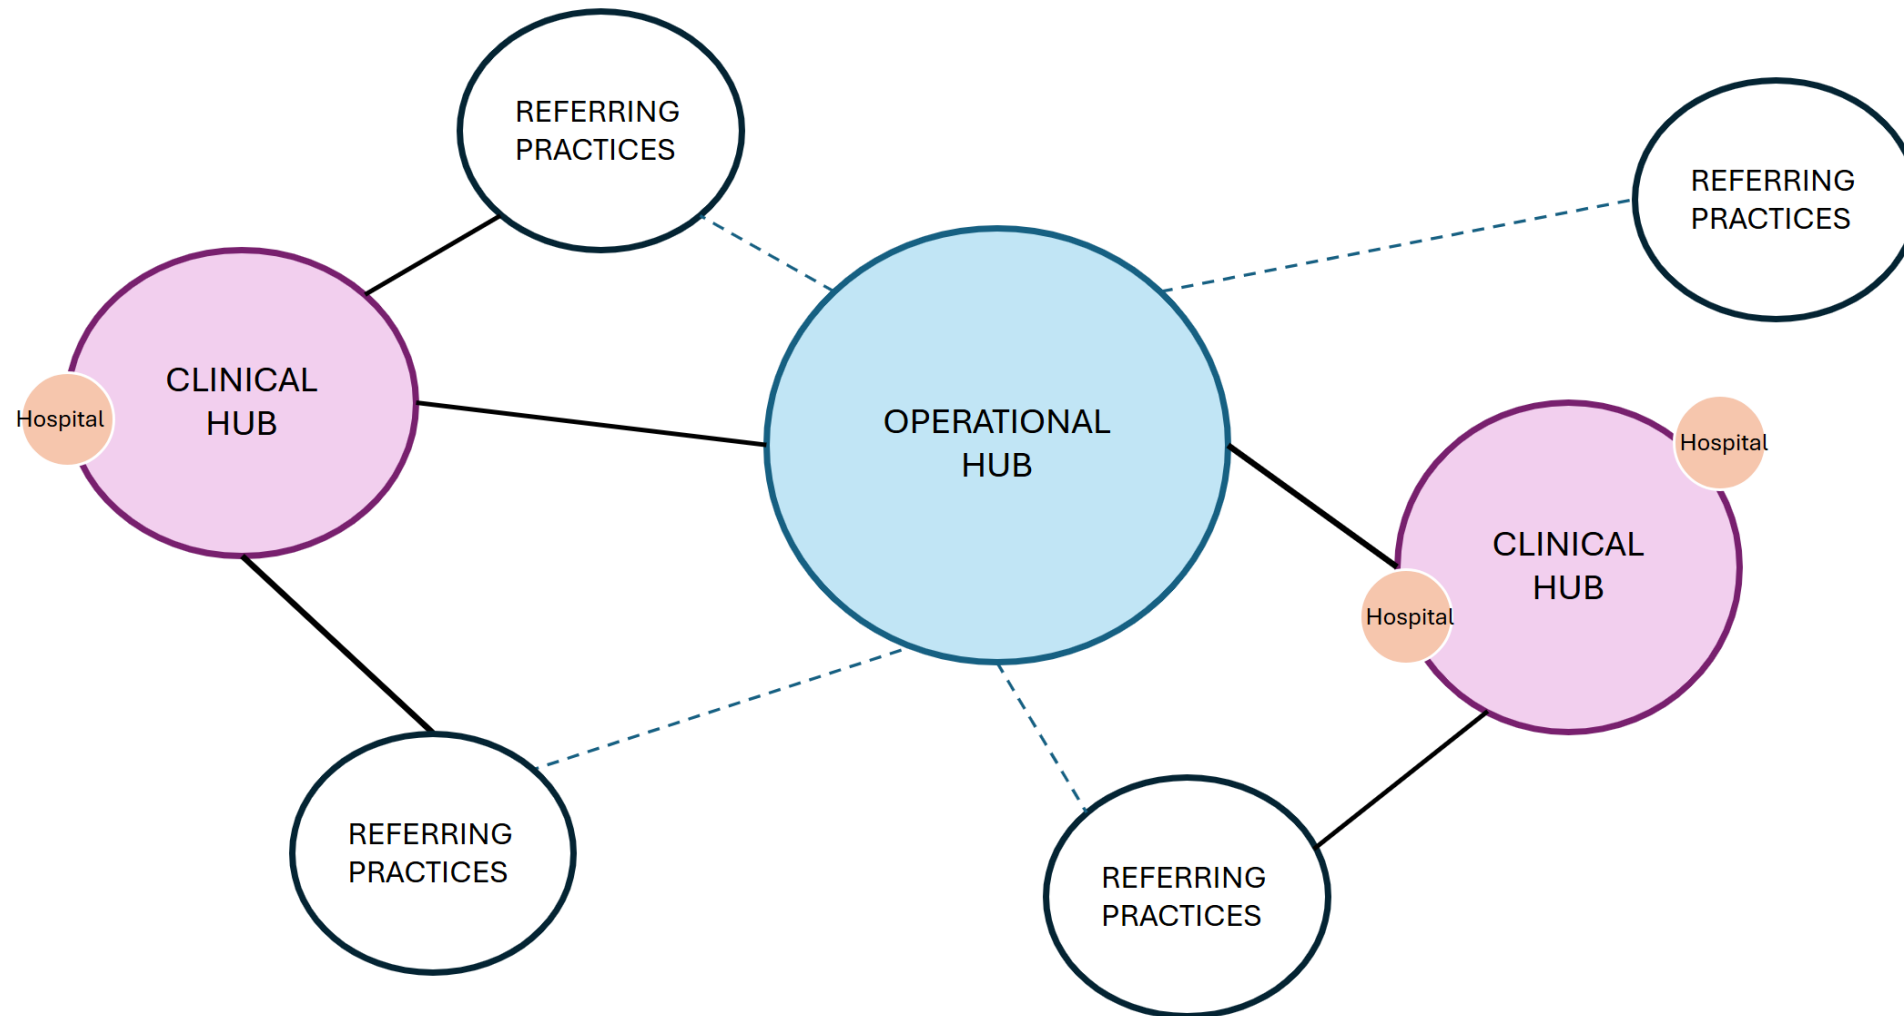 REFERRING
PRACTICES
REFERRING
PRACTICES
CLINICAL
HUB
Hospital
OPERATIONAL
HUB
Hospital
CLINICAL
HUB
Hospital
REFERRING
PRACTICES
REFERRING
PRACTICES